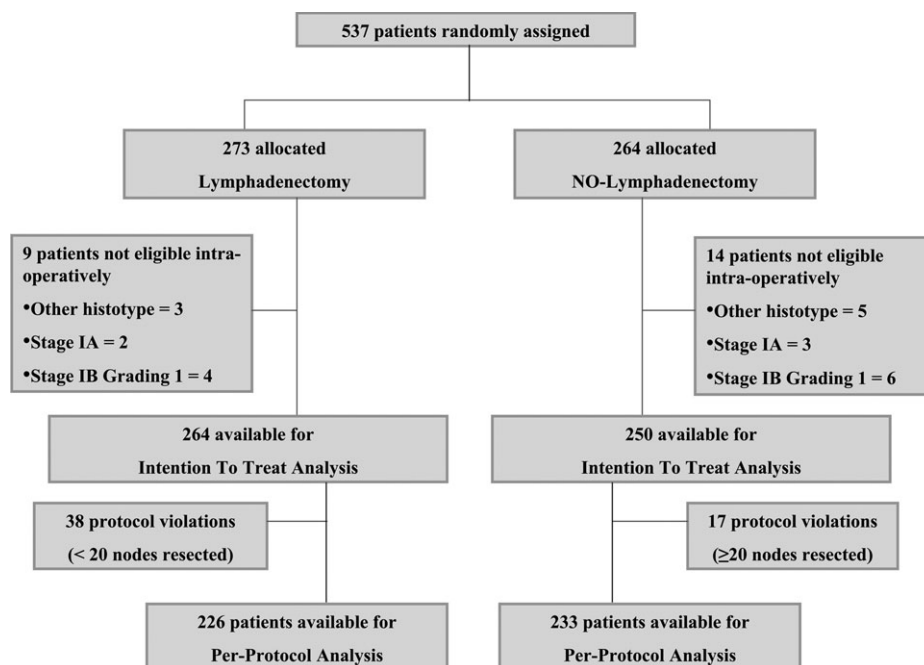 537 patients randomly assigned
273 allocated
Lymphadenectomy
264 allocated
NO-Lymphadenectomy
9 patients not eligible intra-
operatively
•Other histotype = 3
•Stage IA = 2
•Stage IB Grading 1 = 4
14 patients not eligible
intra-operatively
•Other histotype = 5
•Stage IA = 3
•Stage IB Grading 1 = 6
264 available for
Intention To Treat Analysis
250 available for
Intention To Treat Analysis
38 protocol violations
(< 20 nodes resected)
17 protocol violations
(≥20 nodes resected)
226 patients available for
Per-Protocol Analysis
233 patients available for
Per-Protocol Analysis